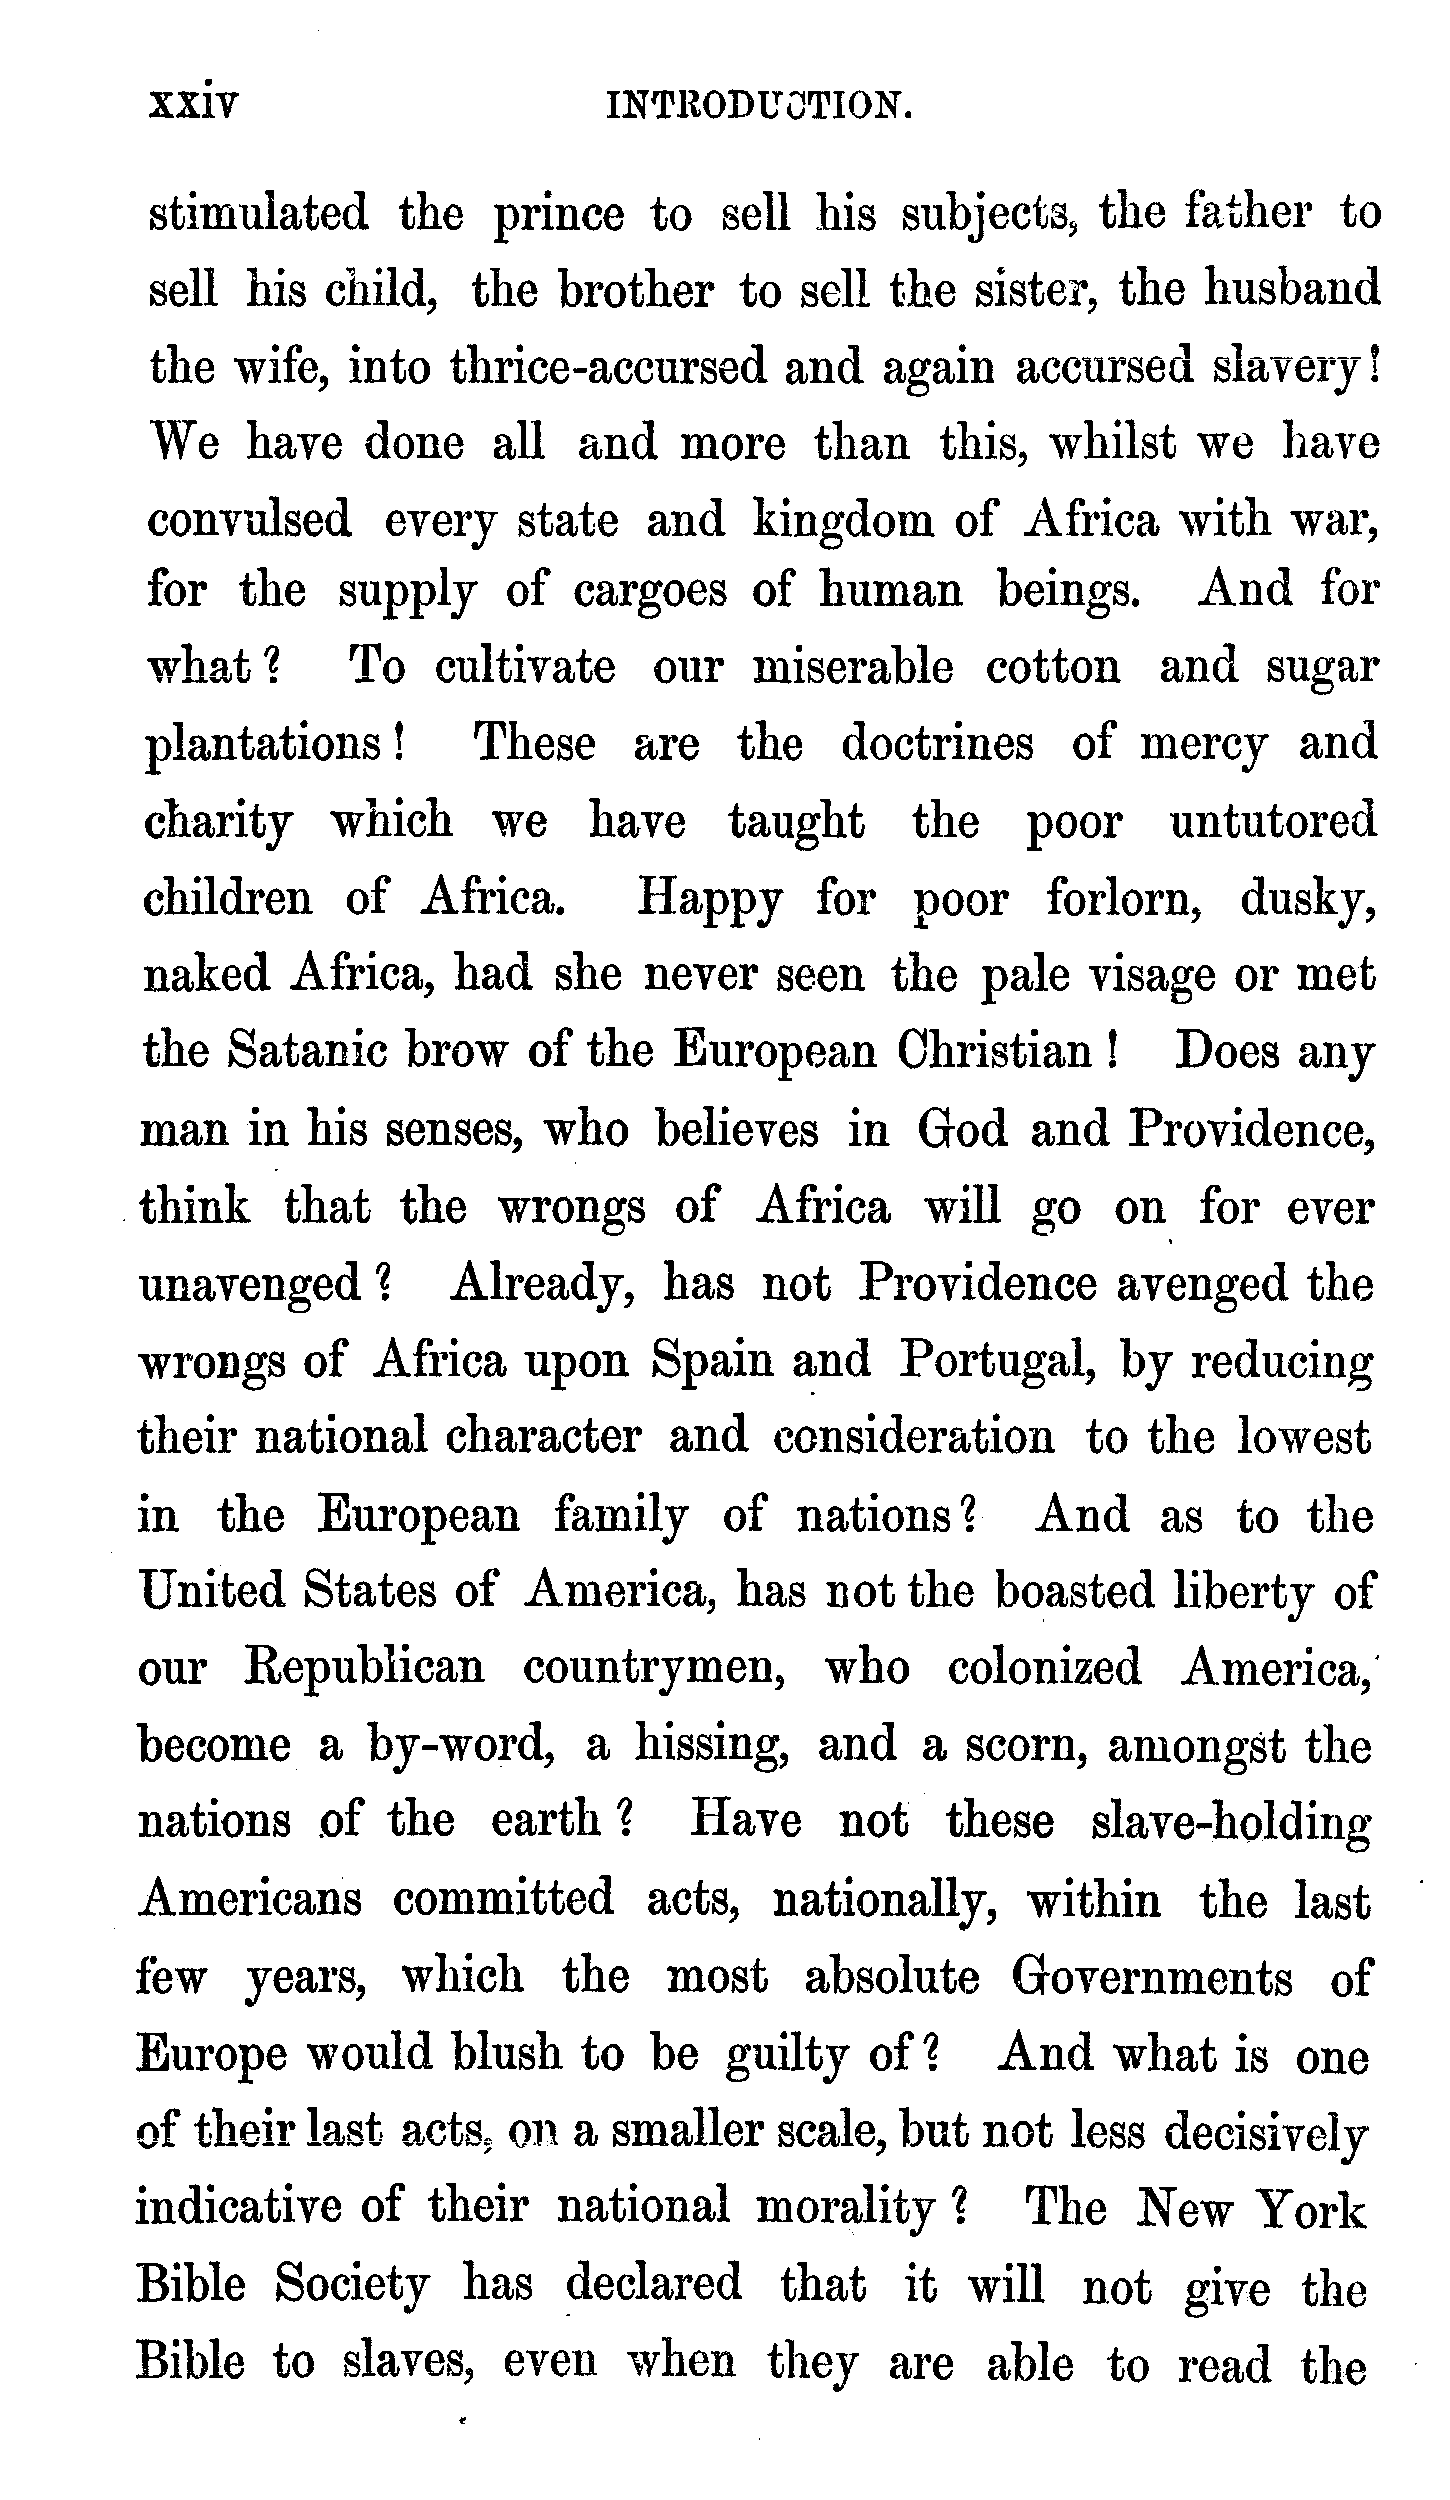 xxiv INTRODUCTION.
stimulated the prince to sell his subjects, the father to
sell his child, the brother to sell the sister, the husband
the wife, into thrice-accursed and again accursed slavery!
We have done all and more than this, whilst we have
convulsed every state and kingdom of Africa with war,
for the supply of cargoes of human beings. And for
what? To cultivate our miserable cotton and sugar
plantations! These are the doctrines of mercy and
charity which we have taught the poor untutored
children of Africa. Happy for poor forlorn, dusky,
naked Africa, had she never seen the pale visage or met
the Satanic brow of the European Christian! Does any
man in his senses, who believes in God and Providence,
think that the wrongs of Africa will go on for ever
unavenged? Already, has not Providence avenged the
wrongs of Africa upon Spain and Portugal, by reducing
their national character and consideration to the lowest
in the European family of nations? And as to the
United States of America, has not the boasted liberty of
our Republican countrymen, who colonized America,
become a by-word, a hissing, and a scorn, amongst the
nations of the earth? Have not these slave-holding
Americans committed acts, nationally, within the last
few years, which the most absolute Governments of
Europe would blush to be guilty of? And what is one
of their last acts, on a smaller scale, but not less decisively
indicative of their national morality? The New York
Bible Society has declared that it will not give the
Bible to slaves, even when they are able to read the